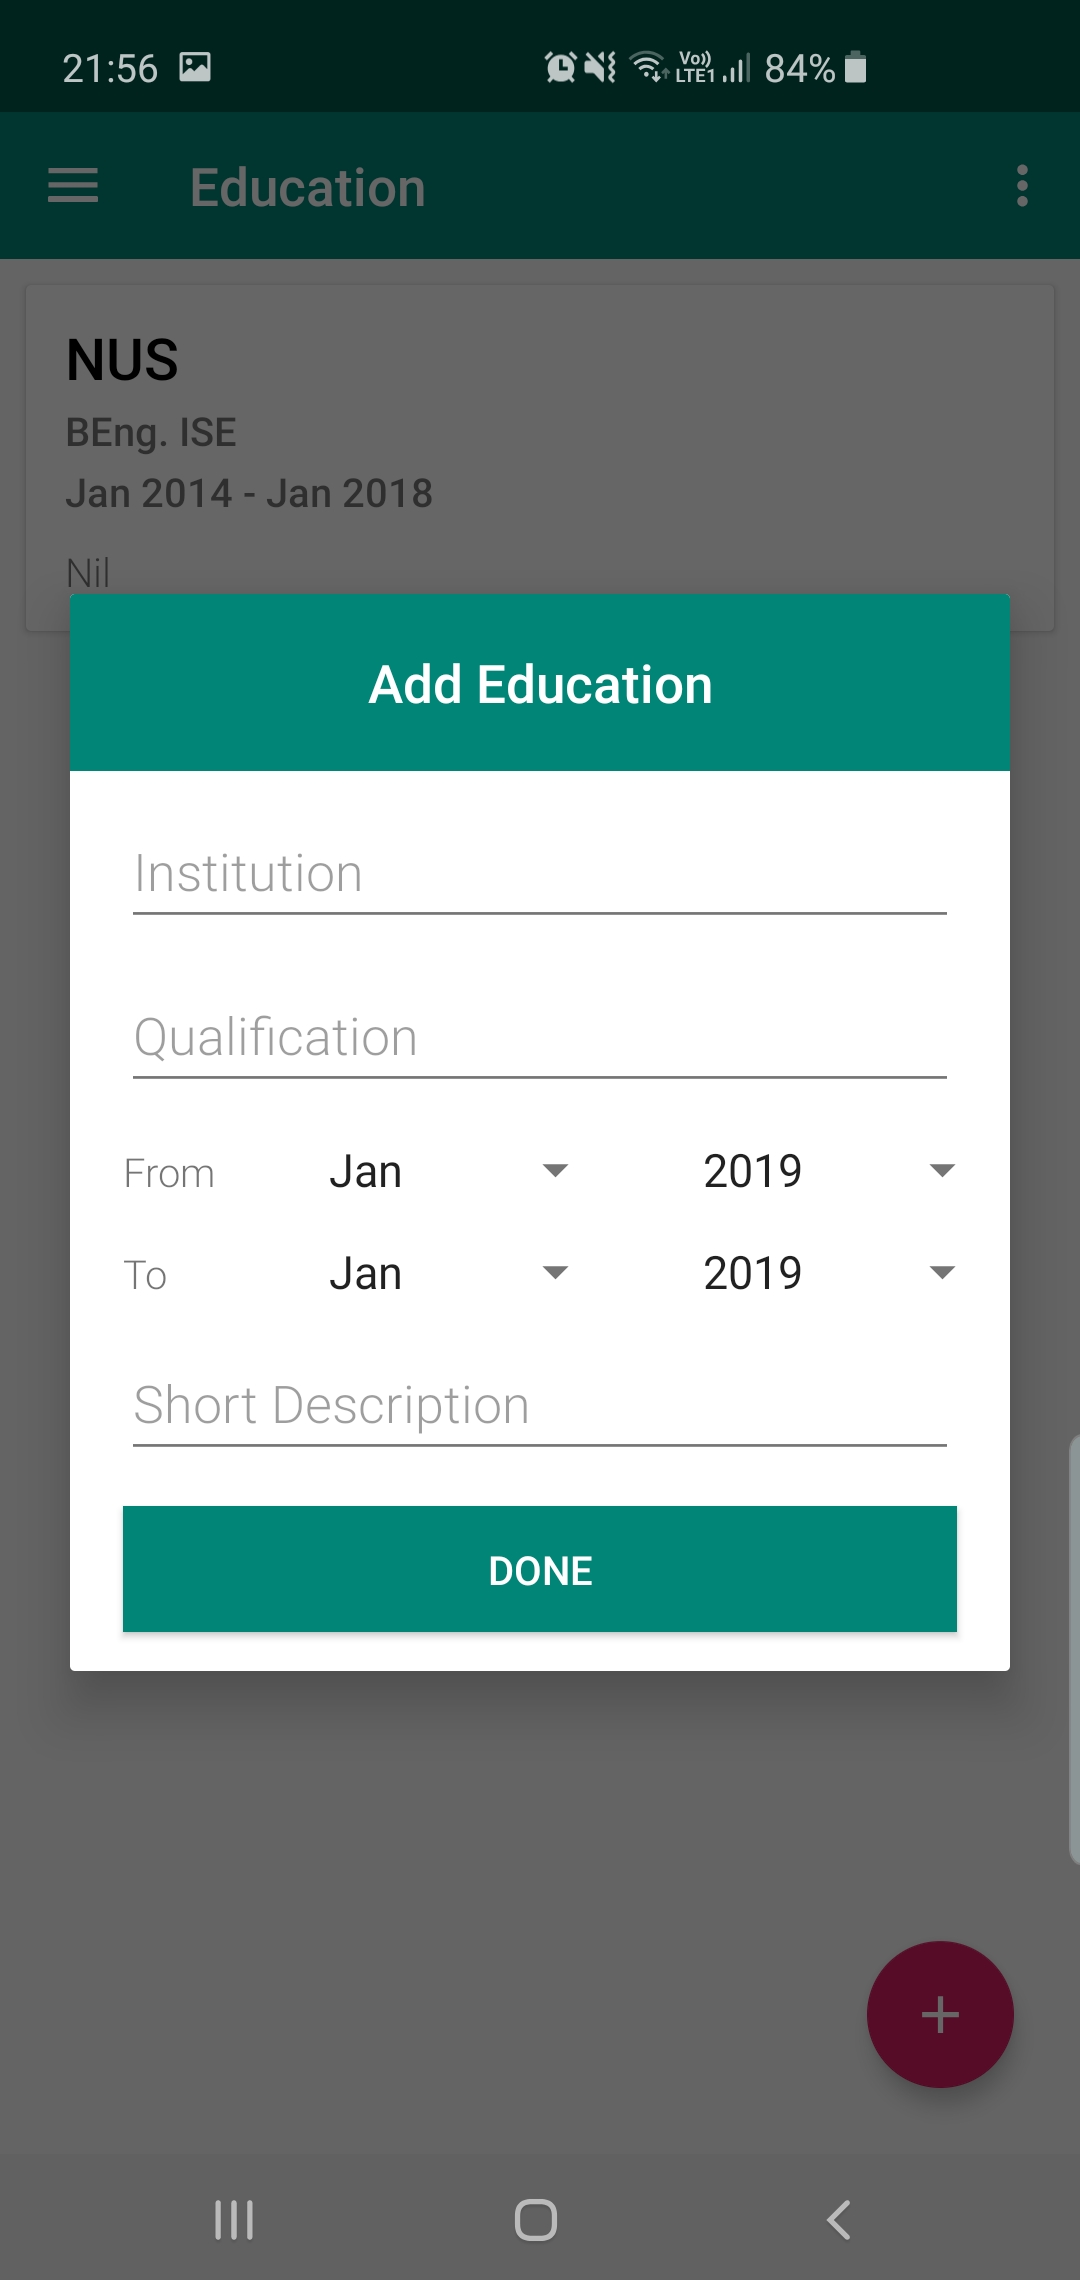 21:56 Vo)) LTE1 84%
Education
NUS
BEng. ISE
Jan 2014 - Jan 2018
Nil
Add Education
Institution
Qualification
From Jan 2019
To Jan 2019
Short Description
DONE